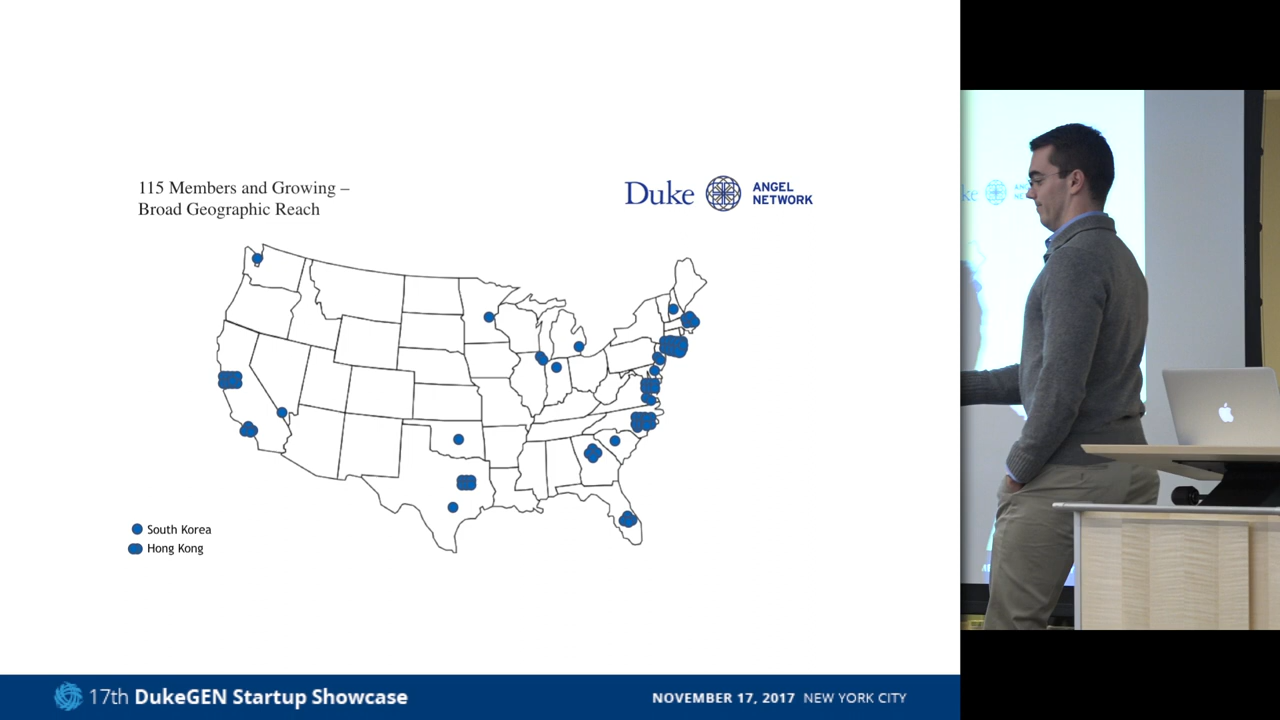 115 Members and Growing –
Broad Geographic Reach
Duke ANGEL NETWORK
South Korea
Hong Kong
17th DukeGEN Startup Showcase
NOVEMBER 17, 2017 NEW YORK CITY